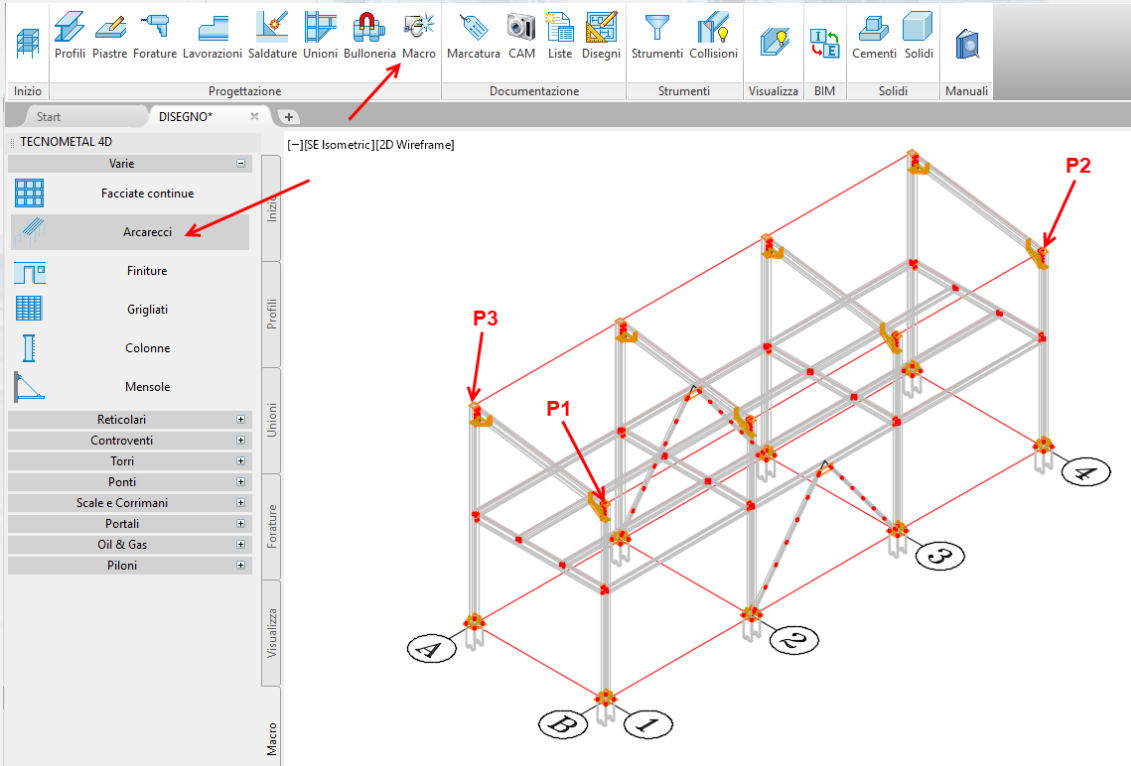 Profili Piastre Forature Lavorazioni Saldature Unioni Bulloneria Macro Marcatura CAM Liste Disegni Strumenti Collisioni Cementi Solidi
Inizio Progettazione Documentazione Strumenti Visualizza BIM Solidi Manuali
Start DISEGNO*
TECNOMETAL 4D
[−][SE Isometric][2D Wireframe]
Varie
Facciate continue
Arcarecci
Finiture
Grigliati
Colonne
Mensole
Reticolari
Controventi
Torri
Ponti
Scale e Corrimani
Portali
Oil & Gas
Piloni
Inizio
Profili
Unioni
Forature
Visualizza
Macro
P2
P3
P1
4
3
2
A
B 1
I
E